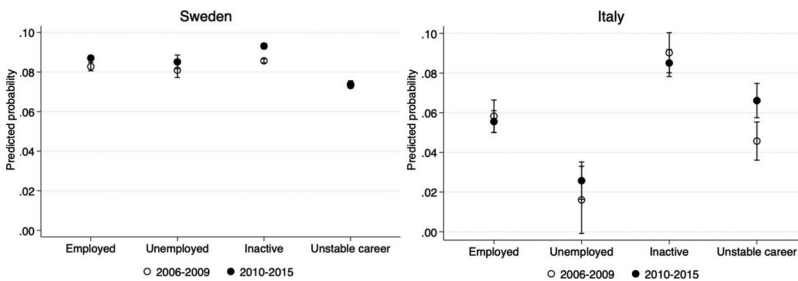 Sweden
Predicted probability
.10
.08
.06
.04
.02
.00
Employed Unemployed Inactive Unstable career
2006-2009 2010-2015
Italy
Predicted probability
.10
.08
.06
.04
.02
.00
Employed Unemployed Inactive Unstable career
2006-2009 2010-2015